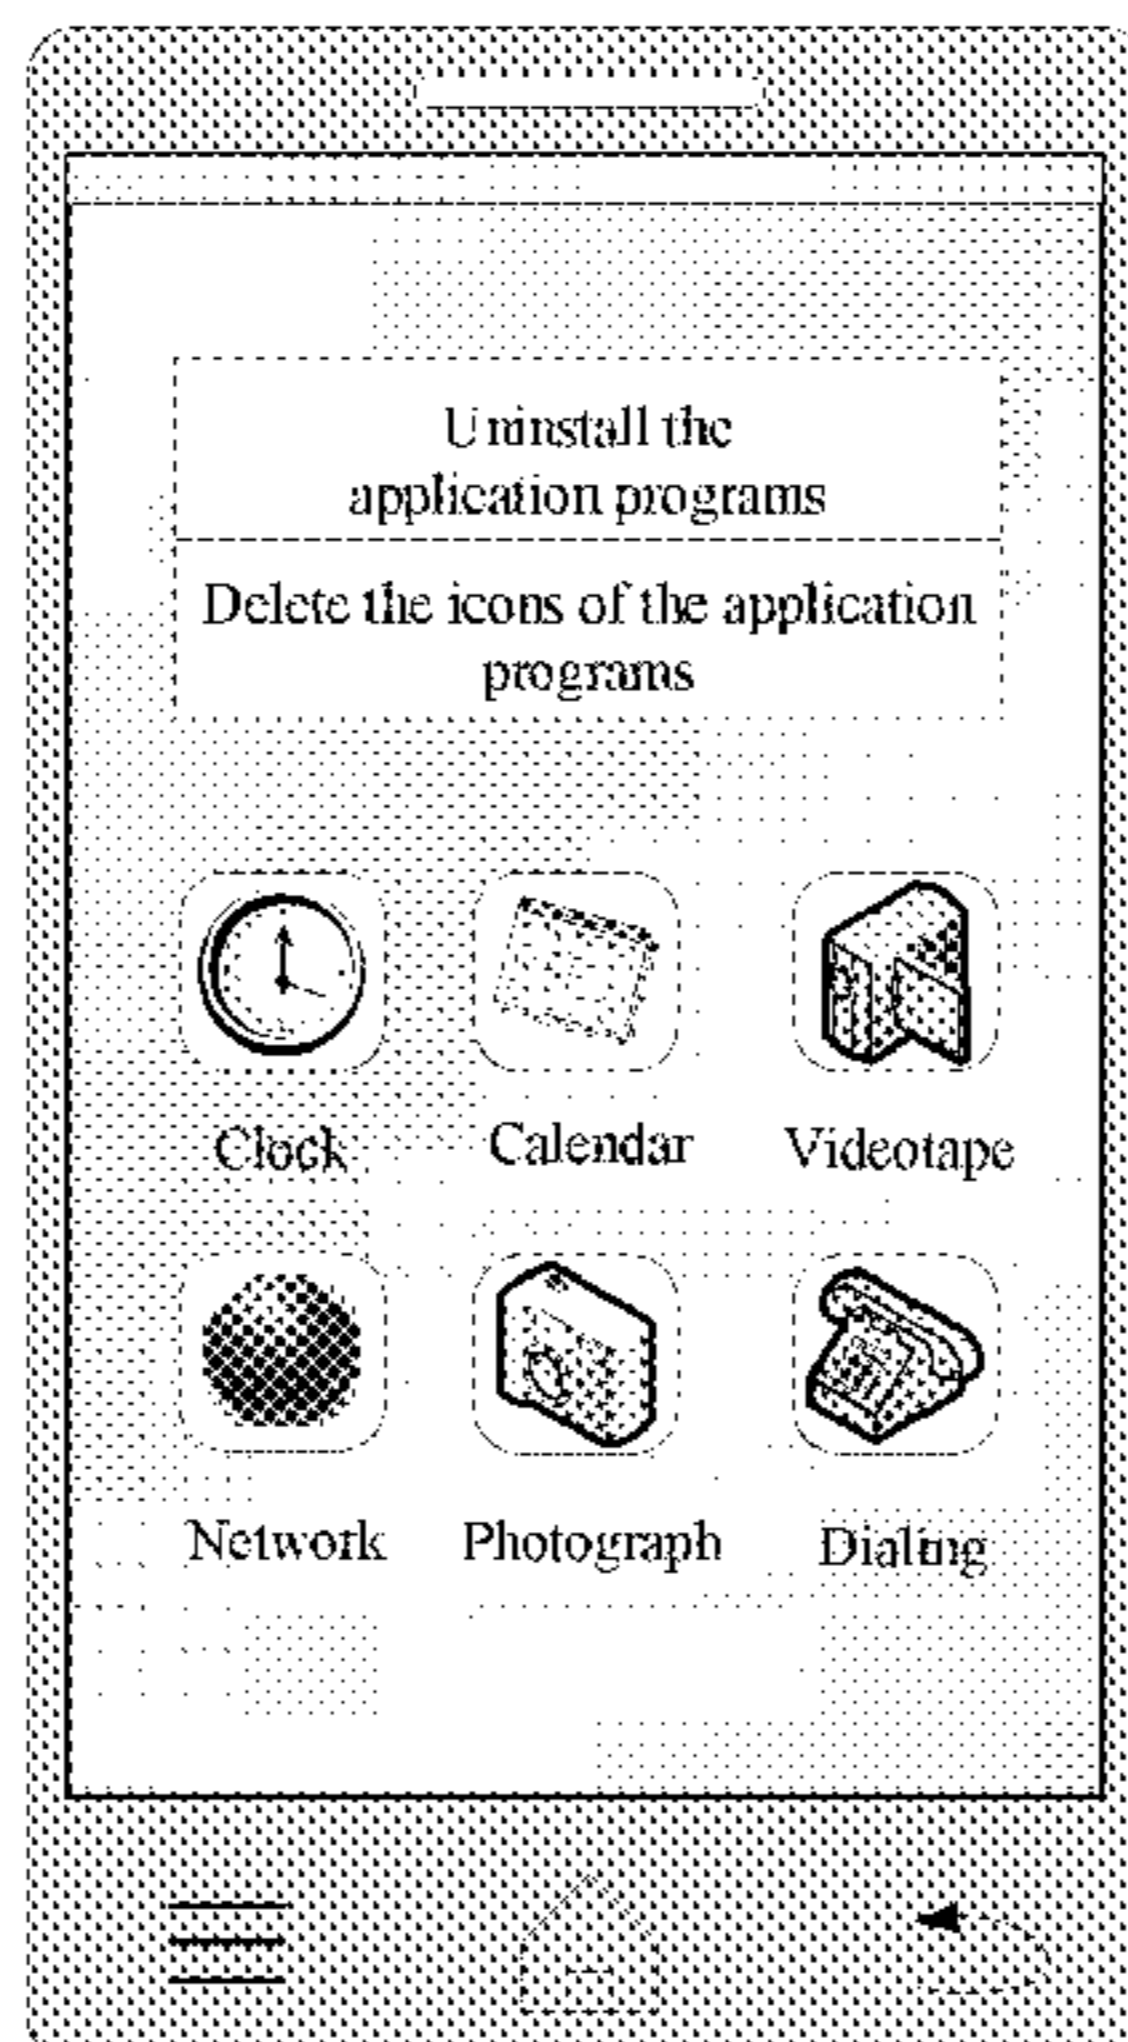 Uninstall the
application programs
Delete the icons of the application
programs
Clock
Calendar
Videotape
Network
Photograph
Dialing